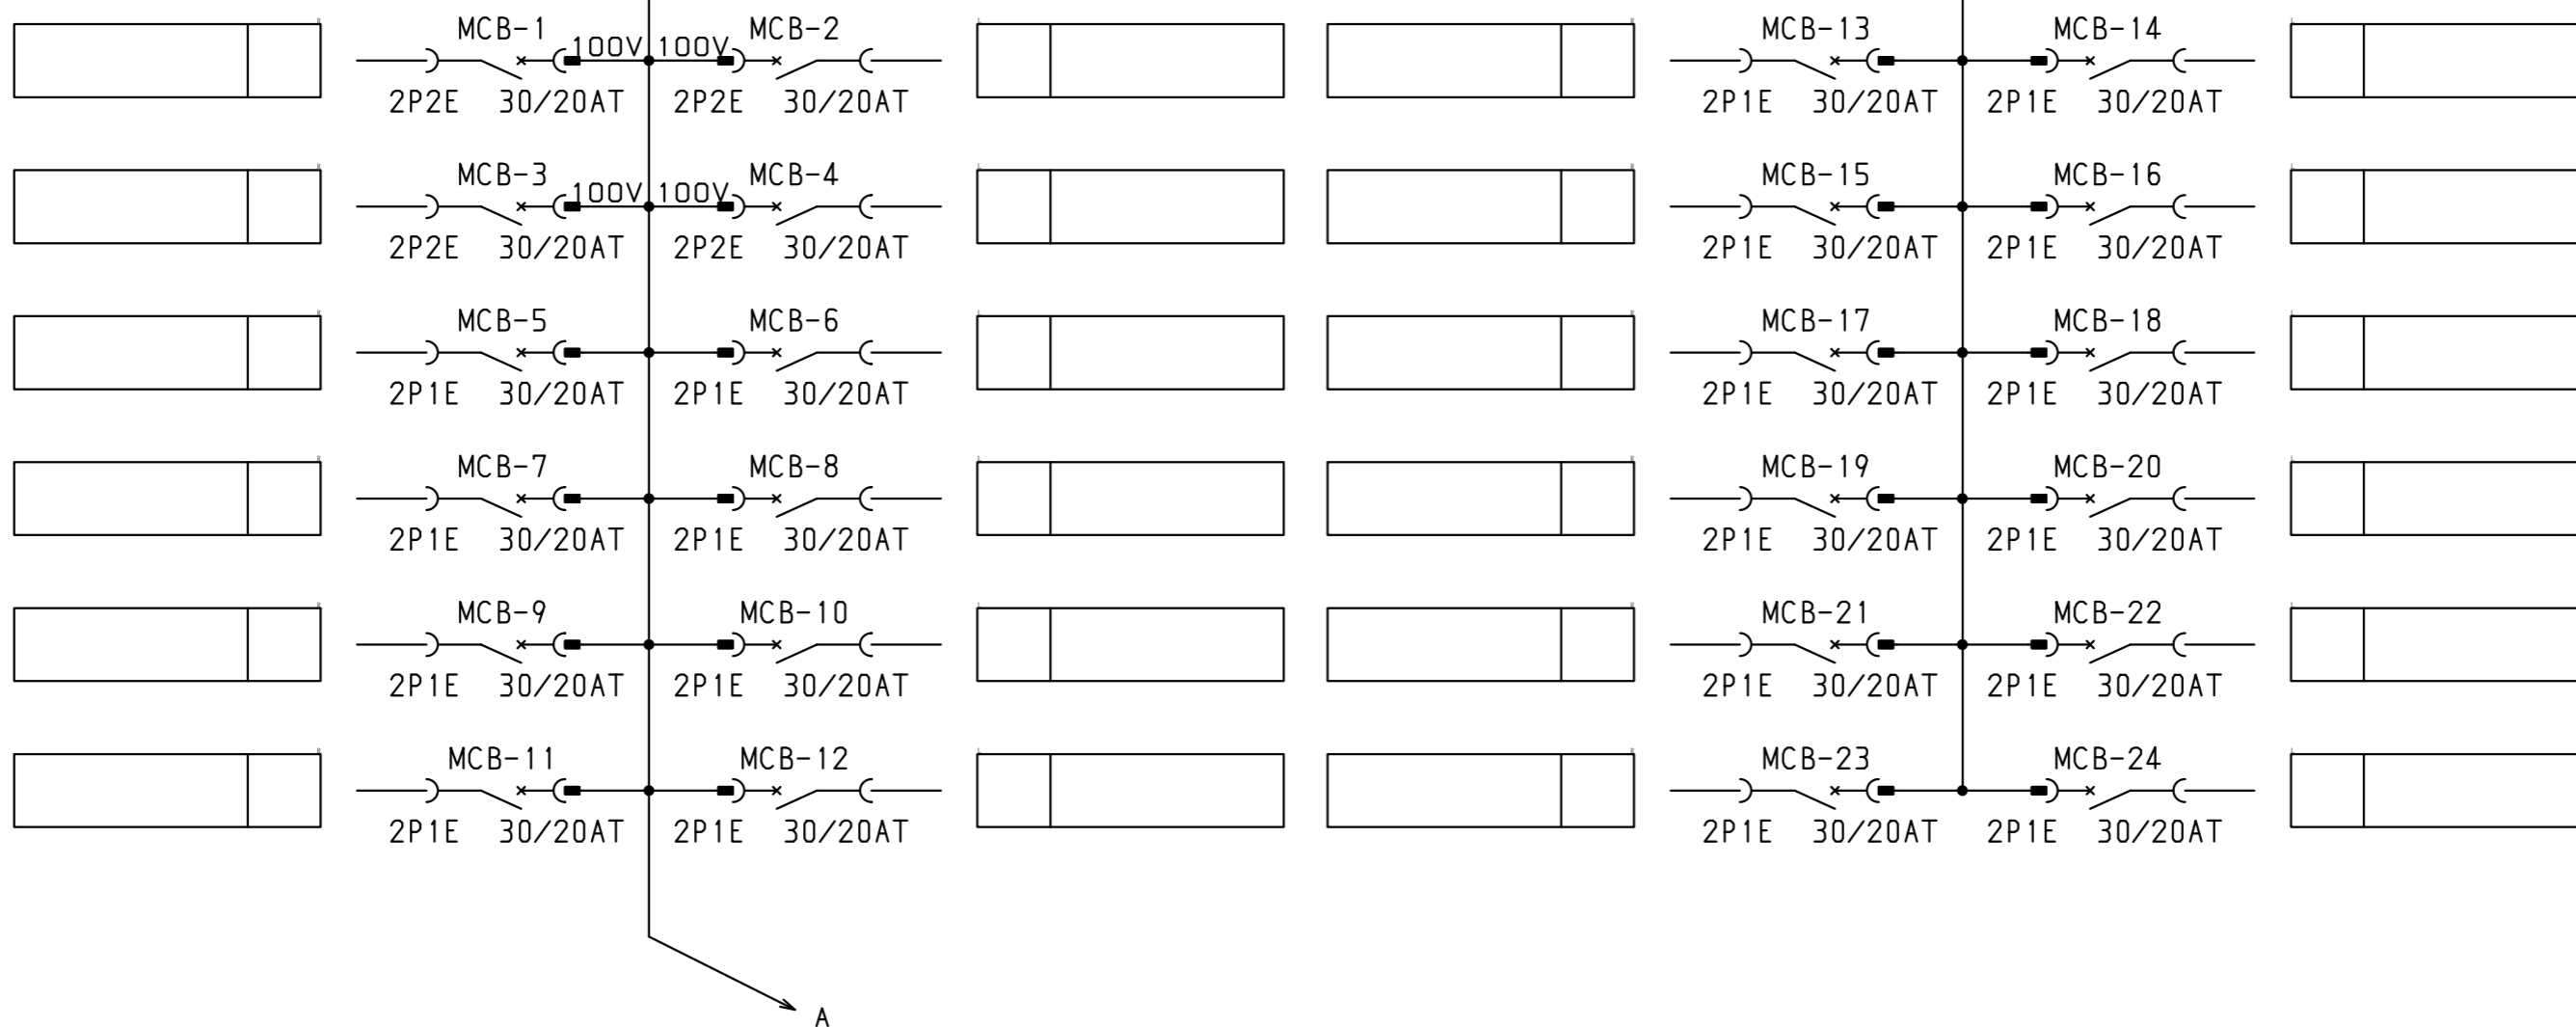 MCB-1 100V 100V MCB-2
2P2E 30/20AT 2P2E 30/20AT
MCB-3 100V 100V MCB-4
2P2E 30/20AT 2P2E 30/20AT
MCB-5 MCB-6
2P1E 30/20AT 2P1E 30/20AT
MCB-7 MCB-8
2P1E 30/20AT 2P1E 30/20AT
MCB-9 MCB-10
2P1E 30/20AT 2P1E 30/20AT
MCB-11 MCB-12
2P1E 30/20AT 2P1E 30/20AT
A
MCB-13 MCB-14
2P1E 30/20AT 2P1E 30/20AT
MCB-15 MCB-16
2P1E 30/20AT 2P1E 30/20AT
MCB-17 MCB-18
2P1E 30/20AT 2P1E 30/20AT
MCB-19 MCB-20
2P1E 30/20AT 2P1E 30/20AT
MCB-21 MCB-22
2P1E 30/20AT 2P1E 30/20AT
MCB-23 MCB-24
2P1E 30/20AT 2P1E 30/20AT